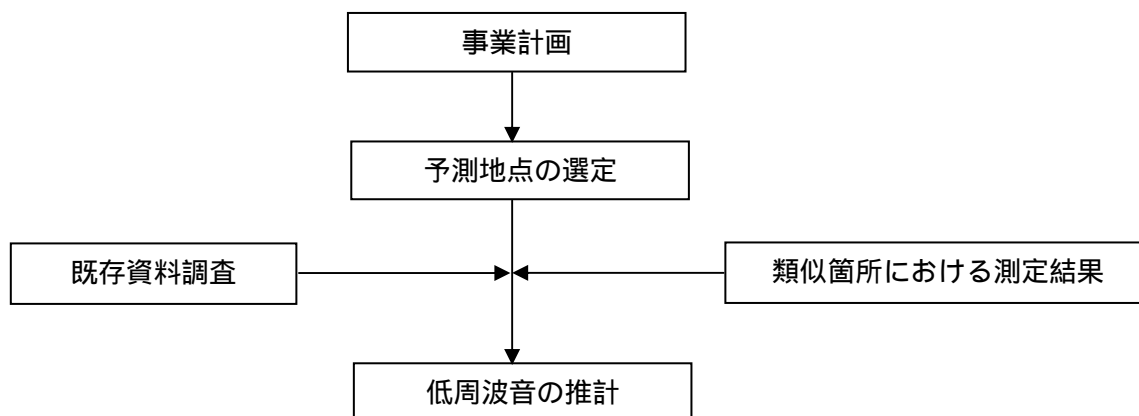 事業計画
予測地点の選定
既存資料調査
類似箇所における測定結果
低周波音の推計